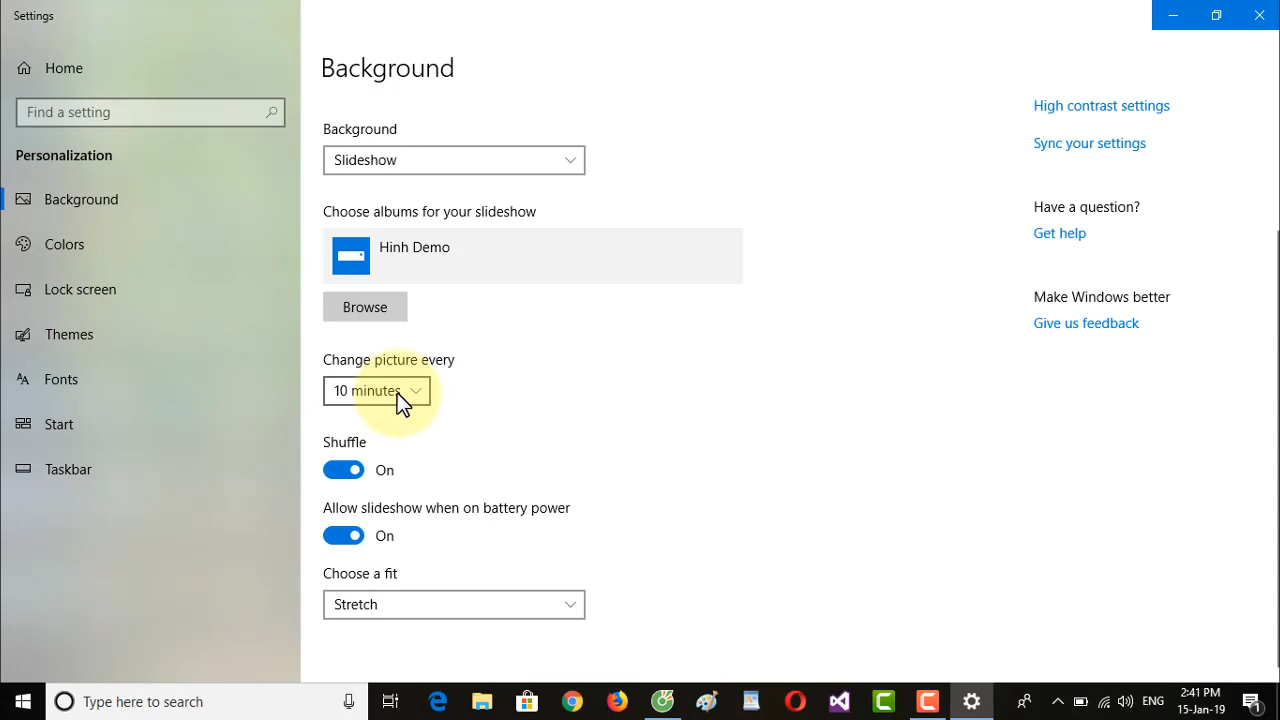 Settings
Home
Find a setting
Personalization
Background
Colors
Lock screen
Themes
Fonts
Start
Taskbar
Background
Background
Slideshow
Choose albums for your slideshow
Hinh Demo
Browse
Change picture every
10 minutes
Shuffle
On
Allow slideshow when on battery power
On
Choose a fit
Stretch
High contrast settings
Sync your settings
Have a question?
Get help
Make Windows better
Give us feedback
Type here to search
ENG
2:41 PM
15-Jan-19
1